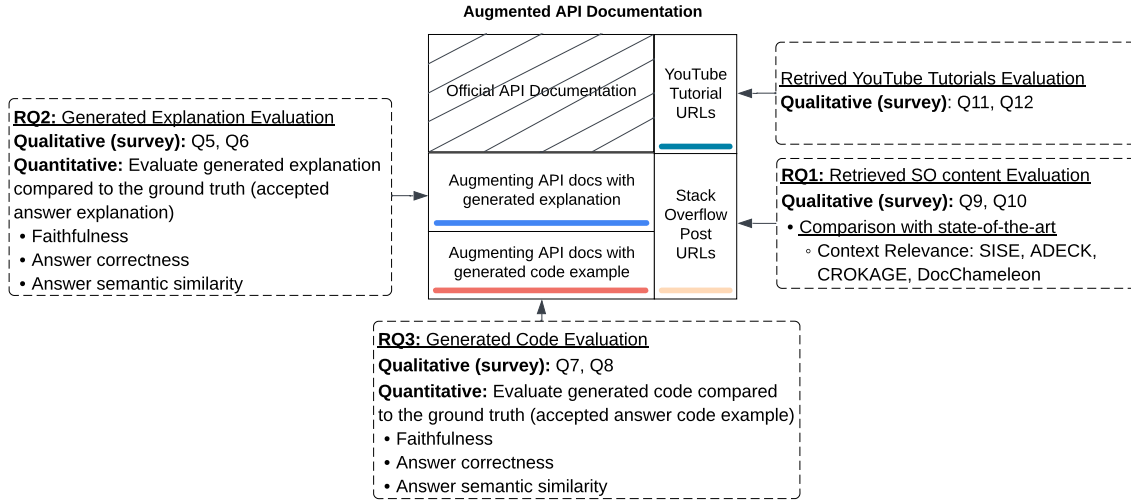 Augmented API Documentation
Official API Documentation
YouTube
Tutorial
URLs
Augmenting API docs with
generated explanation
Augmenting API docs with
generated code example
Stack
Overflow
Post
URLs
RQ2: Generated Explanation Evaluation
Qualitative (survey): Q5, Q6
Quantitative: Evaluate generated explanation
compared to the ground truth (accepted
answer explanation)
• Faithfulness
• Answer correctness
• Answer semantic similarity
Retrived YouTube Tutorials Evaluation
Qualitative (survey): Q11, Q12
RQ1: Retrieved SO content Evaluation
Qualitative (survey): Q9, Q10
• Comparison with state-of-the-art
◦ Context Relevance: SISE, ADECK,
CROKAGE, DocChameleon
RQ3: Generated Code Evaluation
Qualitative (survey): Q7, Q8
Quantitative: Evaluate generated code compared
to the ground truth (accepted answer code example)
• Faithfulness
• Answer correctness
• Answer semantic similarity